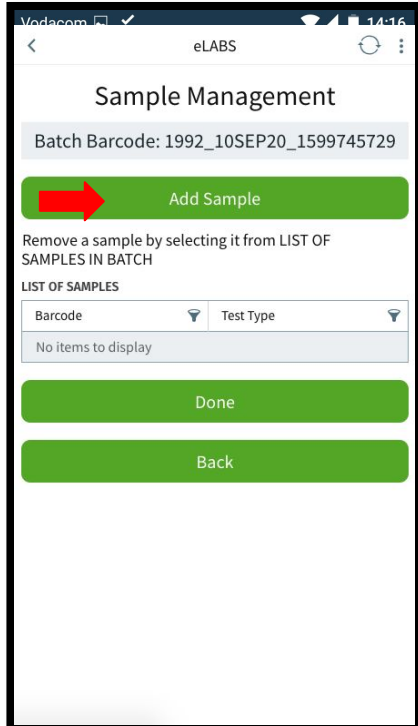 Vodacom 14:16
eLABS
Sample Management
Batch Barcode: 1992_10SEP20_1599745729
Add Sample
Remove a sample by selecting it from LIST OF
SAMPLES IN BATCH
LIST OF SAMPLES
Barcode Test Type
No items to display
Done
Back